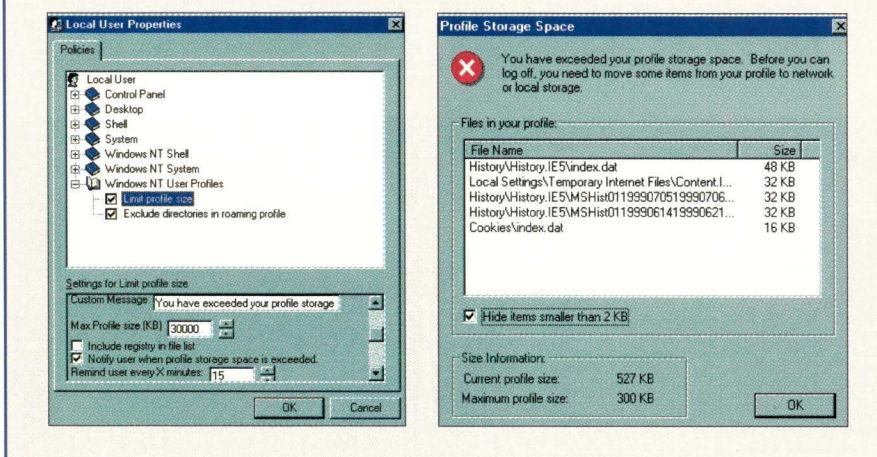 Local User Properties
Policies
Local User
Control Panel
Desktop
Shell
System
Windows NT Shell
Windows NT System
Windows NT User Profiles
Limit profile size
Exclude directories in roaming profile
Settings for Limit profile size
Custom Message You have exceeded your profile storage
Max Profile size (KB) 30000
Include registry in file list
Notify user when profile storage space is exceeded.
Remind user every X minutes: 15
OK Cancel
Profile Storage Space
You have exceeded your profile storage space. Before you can
log off, you need to move some items from your profile to network
or local storage.
Files in your profile:
File Name Size
History\History.IE5\index.dat 48 KB
Local Settings\Temporary Internet Files\Content.I... 32 KB
History\History.IE5\MSHist011999070519990706... 32 KB
History\History.IE5\MSHist011999061419990621... 32 KB
Cookies\index.dat 16 KB
Hide items smaller than 2 KB
Size Information:
Current profile size: 527 KB
Maximum profile size: 300 KB
OK